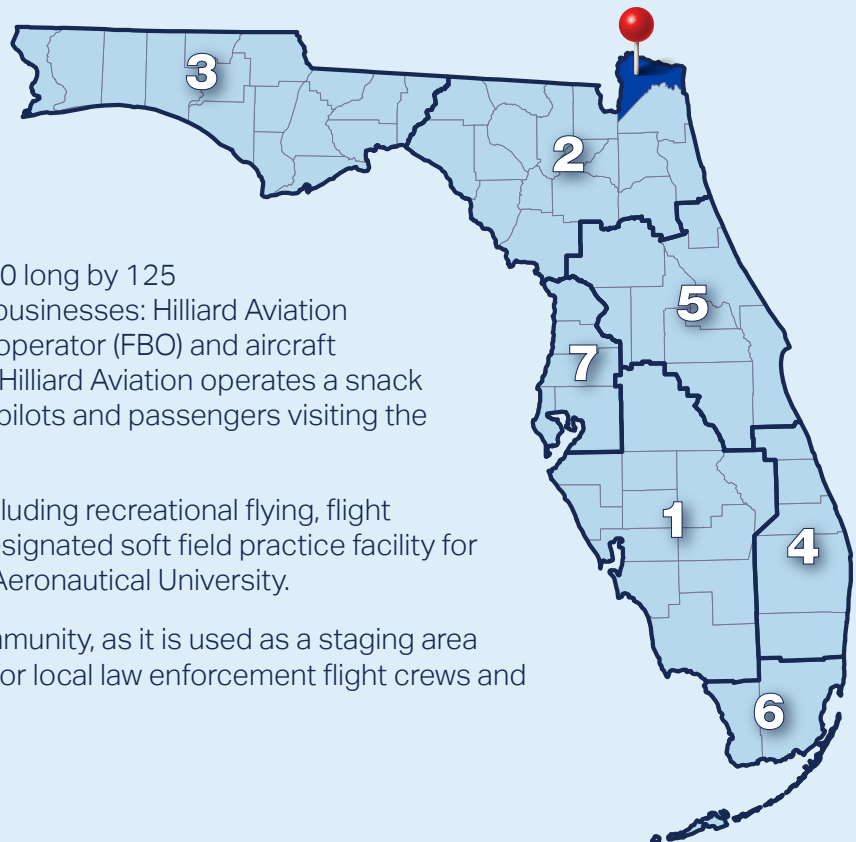 3
2
0 long by 125
businesses: Hilliard Aviation
5
operator (FBO) and aircraft
7
Hilliard Aviation operates a snack
pilots and passengers visiting the
cluding recreational flying, flight
1
esignated soft field practice facility for
4
Aeronautical University.
mmunity, as it is used as a staging area
or local law enforcement flight crews and
6